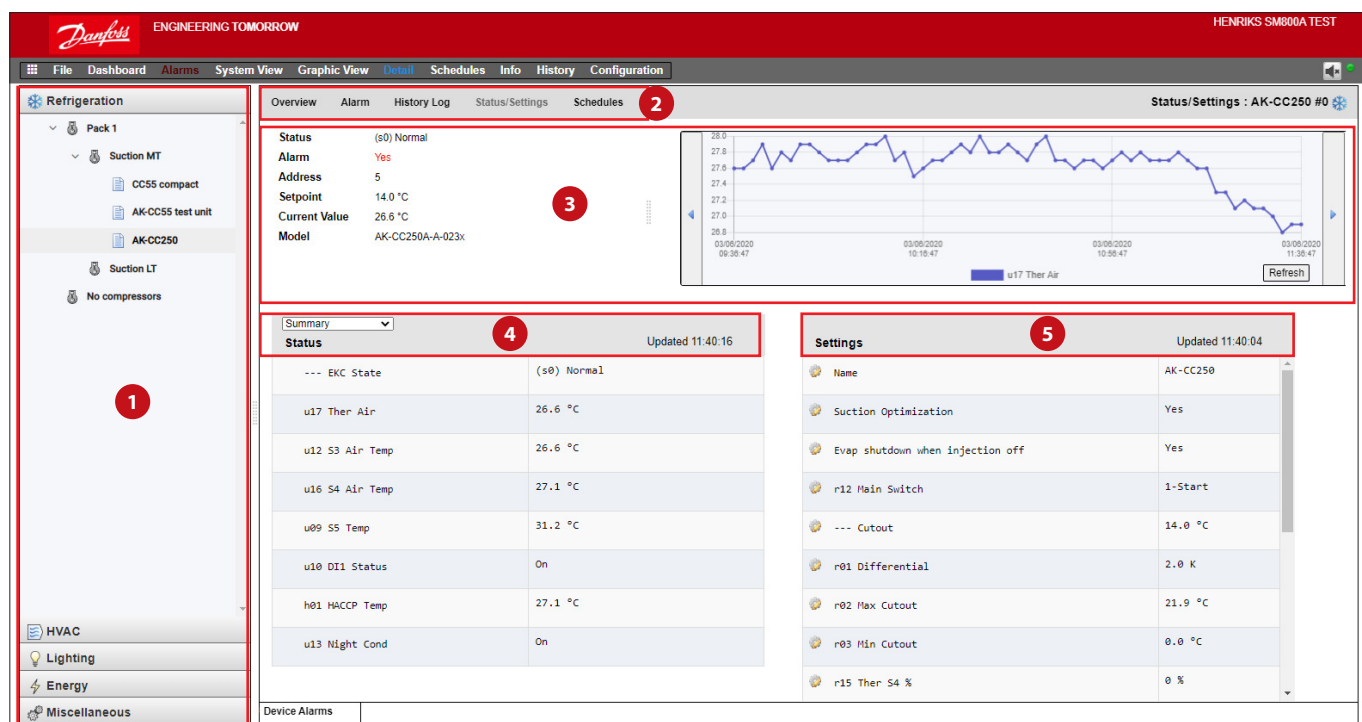 Danfoss
ENGINEERING TOMORROW
HENRIKS SM800A TEST
File Dashboard Alarms System View Graphic View Detail Schedules Info History Configuration
Refrigeration
Pack 1
Suction MT
CC55 compact
AK-CC55 test unit
AK-CC250
Suction LT
No compressors
1
HVAC
Lighting
Energy
Miscellaneous
Overview Alarm History Log Status/Settings Schedules
2
Status/Settings : AK-CC250 #0
Status (s0) Normal
Alarm Yes
Address 5
Setpoint 14.0 °C
Current Value 26.6 °C
Model AK-CC250A-A-023x
3
28.0
27.8
27.6
27.4
27.2
27.0
26.8
03/06/2020 03/06/2020 03/06/2020 03/06/2020
09:36:47 10:16:47 10:56:47 11:36:47
u17 Ther Air
Refresh
Summary
Status
4
Updated 11:40:16
--- EKC State (s0) Normal
u17 Ther Air 26.6 °C
u12 S3 Air Temp 26.6 °C
u16 S4 Air Temp 27.1 °C
u09 S5 Temp 31.2 °C
u10 DI1 Status On
h01 HACCP Temp 27.1 °C
u13 Night Cond On
Settings
5
Updated 11:40:04
Name AK-CC250
Suction Optimization Yes
Evap shutdown when injection off Yes
r12 Main Switch 1-Start
--- Cutout 14.0 °C
r01 Differential 2.0 K
r02 Max Cutout 21.9 °C
r03 Min Cutout 0.0 °C
r15 Ther S4 % 0 %
Device Alarms